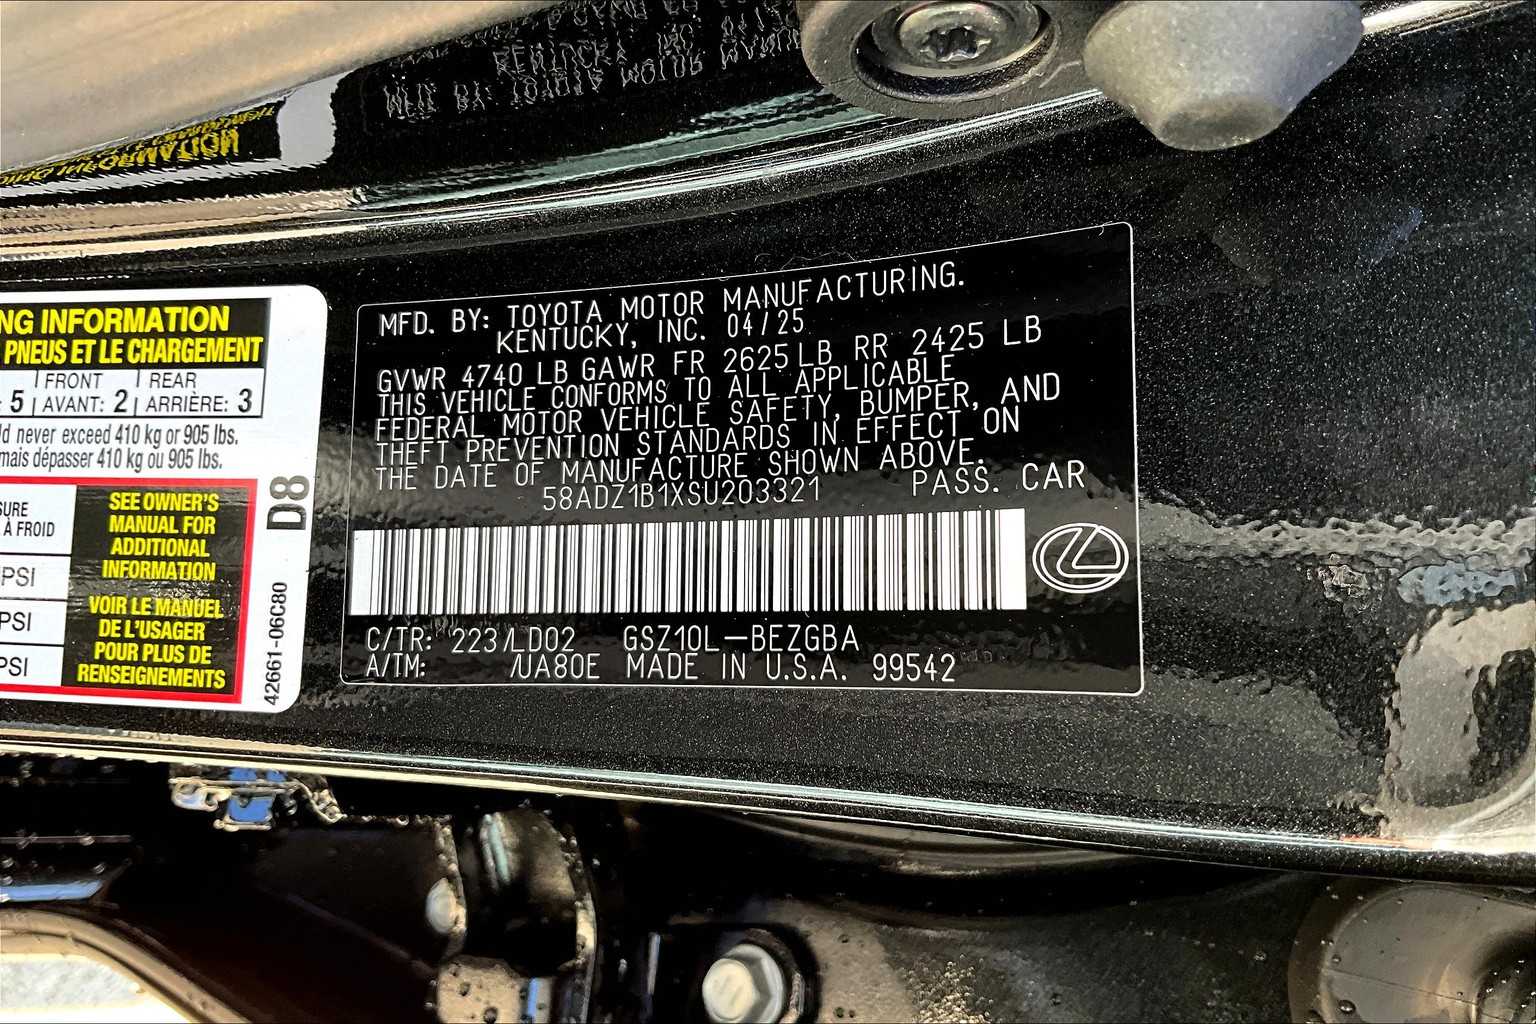 NG INFORMATION
PNEUS ET LE CHARGEMENT
: 5 | FRONT AVANT: 2 | REAR ARRIÈRE: 3
never exceed 410 kg or 905 lbs.
mais dépasser 410 kg ou 905 lbs.
À FROID
PSI
PSI
PSI
SEE OWNER'S
MANUAL FOR
ADDITIONAL
INFORMATION
VOIR LE MANUEL
DE L'USAGER
POUR PLUS DE
RENSEIGNEMENTS
D8
42661-06C80
MFD. BY: TOYOTA MOTOR MANUFACTURING.
KENTUCKY, INC. 04/25
GVWR 4740 LB GAWR FR 2625 LB RR 2425 LB
THIS VEHICLE CONFORMS TO ALL APPLICABLE
FEDERAL MOTOR VEHICLE SAFETY, BUMPER, AND
THEFT PREVENTION STANDARDS IN EFFECT ON
THE DATE OF MANUFACTURE SHOWN ABOVE.
58ADZ1B1XSU203321 PASS. CAR
C/TR: 223/LD02 GSZ10L-BEZGBA
A/TM: /UA80E MADE IN U.S.A. 99542